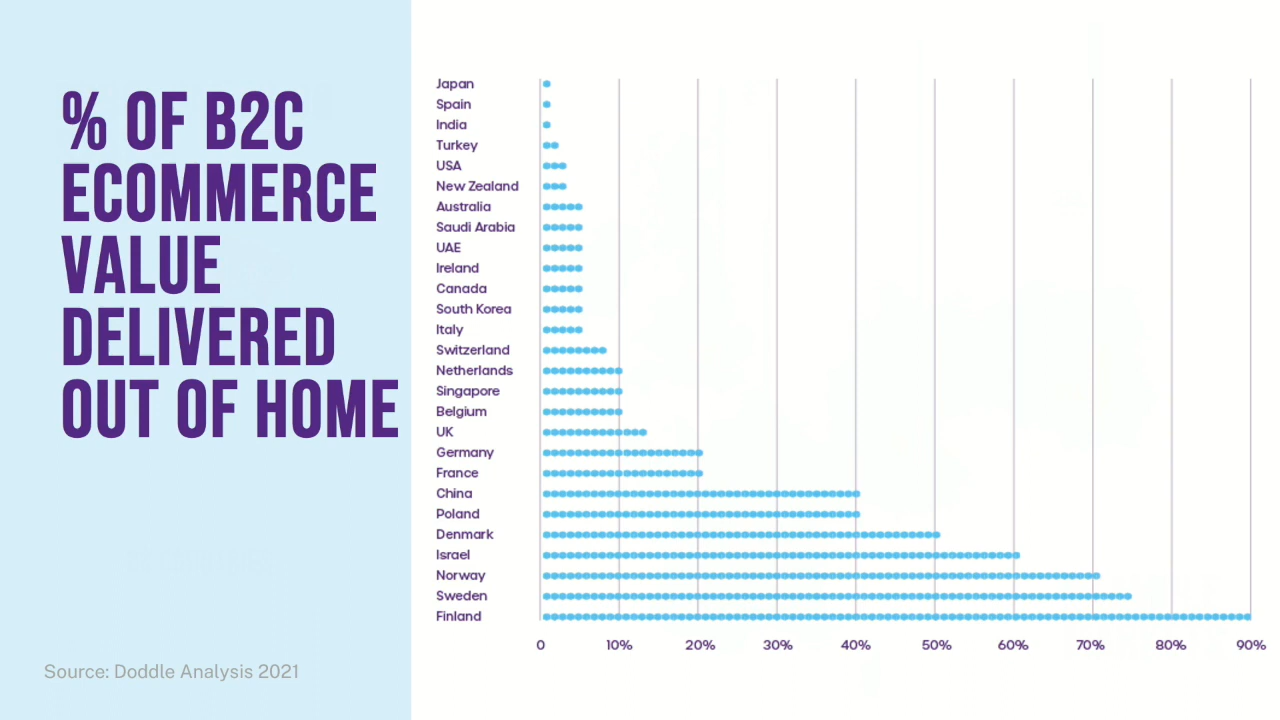 % OF B2C
ECOMMERCE
VALUE
DELIVERED
OUT OF HOME
Source: Doddle Analysis 2021
Japan
Spain
India
Turkey
USA
New Zealand
Australia
Saudi Arabia
UAE
Ireland
Canada
South Korea
Italy
Switzerland
Netherlands
Singapore
Belgium
UK
Germany
France
China
Poland
Denmark
Israel
Norway
Sweden
Finland
0 10% 20% 30% 40% 50% 60% 70% 80% 90%